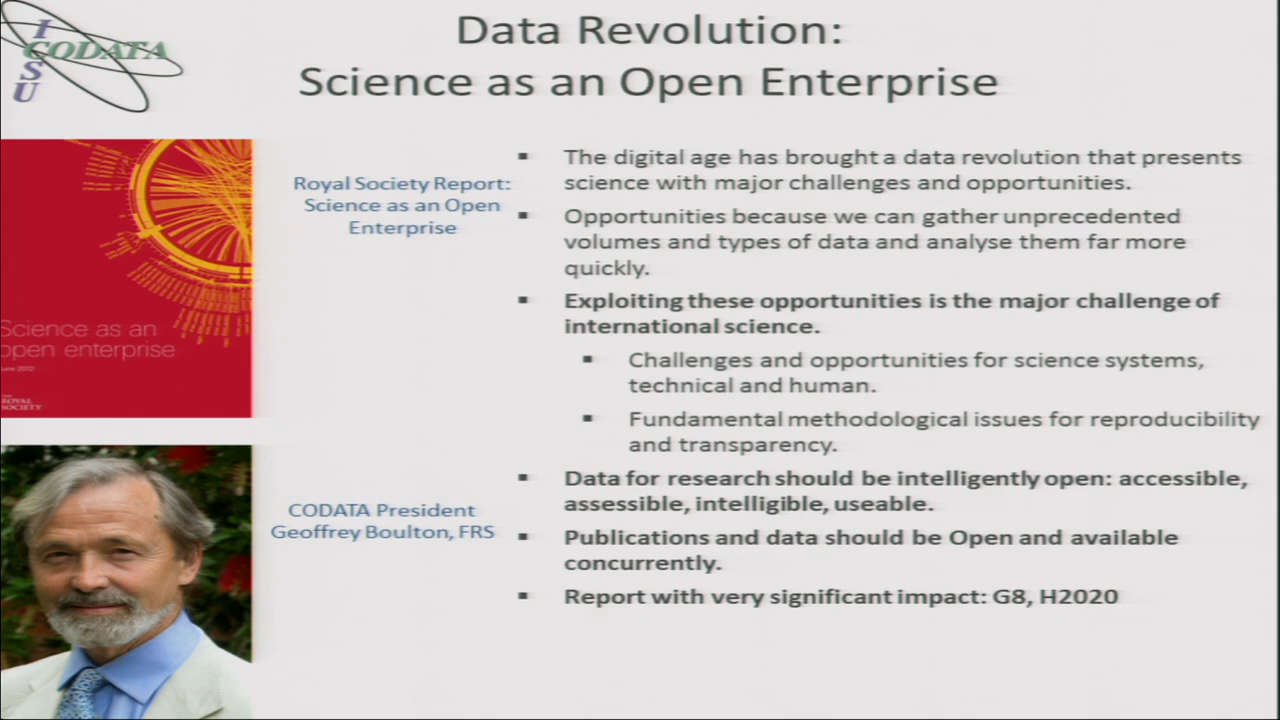 ICSU
CODATA
Data Revolution:
Science as an Open Enterprise
Science as an
open enterprise
June 2012
THE
ROYAL
SOCIETY
Royal Society Report:
Science as an Open
Enterprise
CODATA President
Geoffrey Boulton, FRS
▪ The digital age has brought a data revolution that presents
science with major challenges and opportunities.
▪ Opportunities because we can gather unprecedented
volumes and types of data and analyse them far more
quickly.
▪ Exploiting these opportunities is the major challenge of
international science.
▪ Challenges and opportunities for science systems,
technical and human.
▪ Fundamental methodological issues for reproducibility
and transparency.
▪ Data for research should be intelligently open: accessible,
assessible, intelligible, useable.
▪ Publications and data should be Open and available
concurrently.
▪ Report with very significant impact: G8, H2020